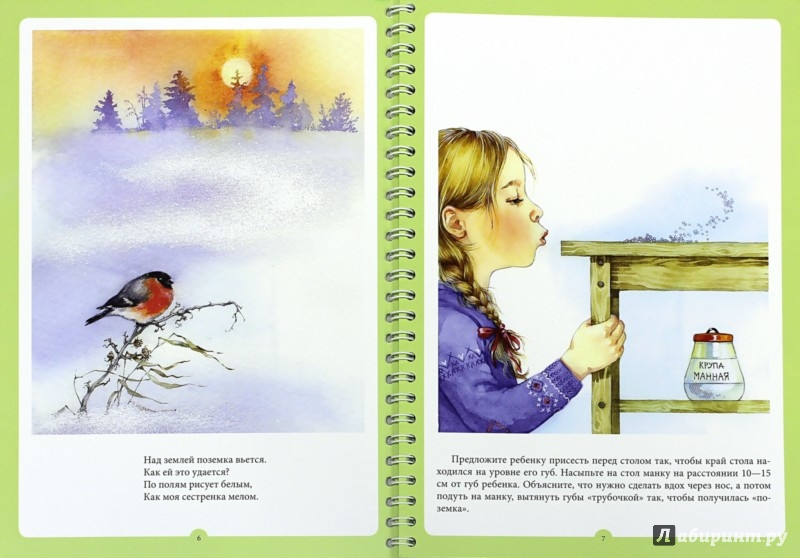 Над землей поземка вьется.
Как ей это удается?
По полям рисует белым,
Как моя сестренка мелом.
6
КРУПА
МАННАЯ
Предложите ребенку присесть перед столом так, чтобы край стола на-
ходился на уровне его губ. Насыпьте на стол манку на расстоянии 10—15
см от губ ребенка. Объясните, что нужно сделать вдох через нос, а потом
подуть на манку, вытянуть губы «трубочкой» так, чтобы получилась «по-
земка».
7
Лабиринт.ру